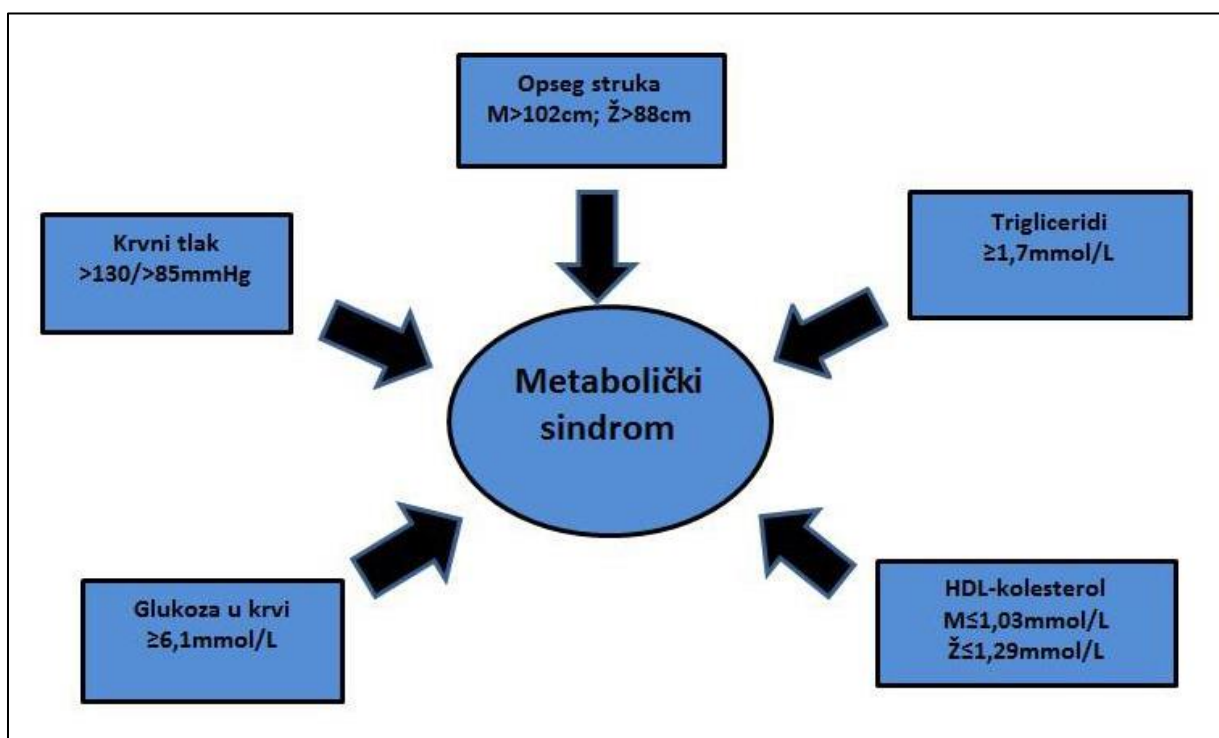 Opseg struka
M>102cm; Ž>88cm
Krvni tlak
>130/>85mmHg
Trigliceridi
≥1,7mmol/L
Metabolički
sindrom
Glukoza u krvi
≥6,1mmol/L
HDL-kolesterol
M≤1,03mmol/L
Ž≤1,29mmol/L